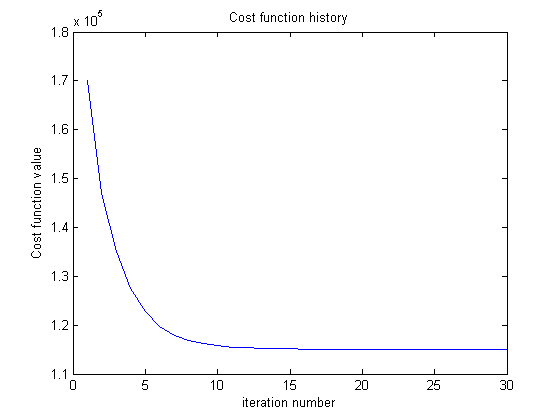 Cost function history
x 10^5
1.8
1.7
1.6
1.5
1.4
1.3
1.2
1.1
Cost function value
0 5 10 15 20 25 30
iteration number